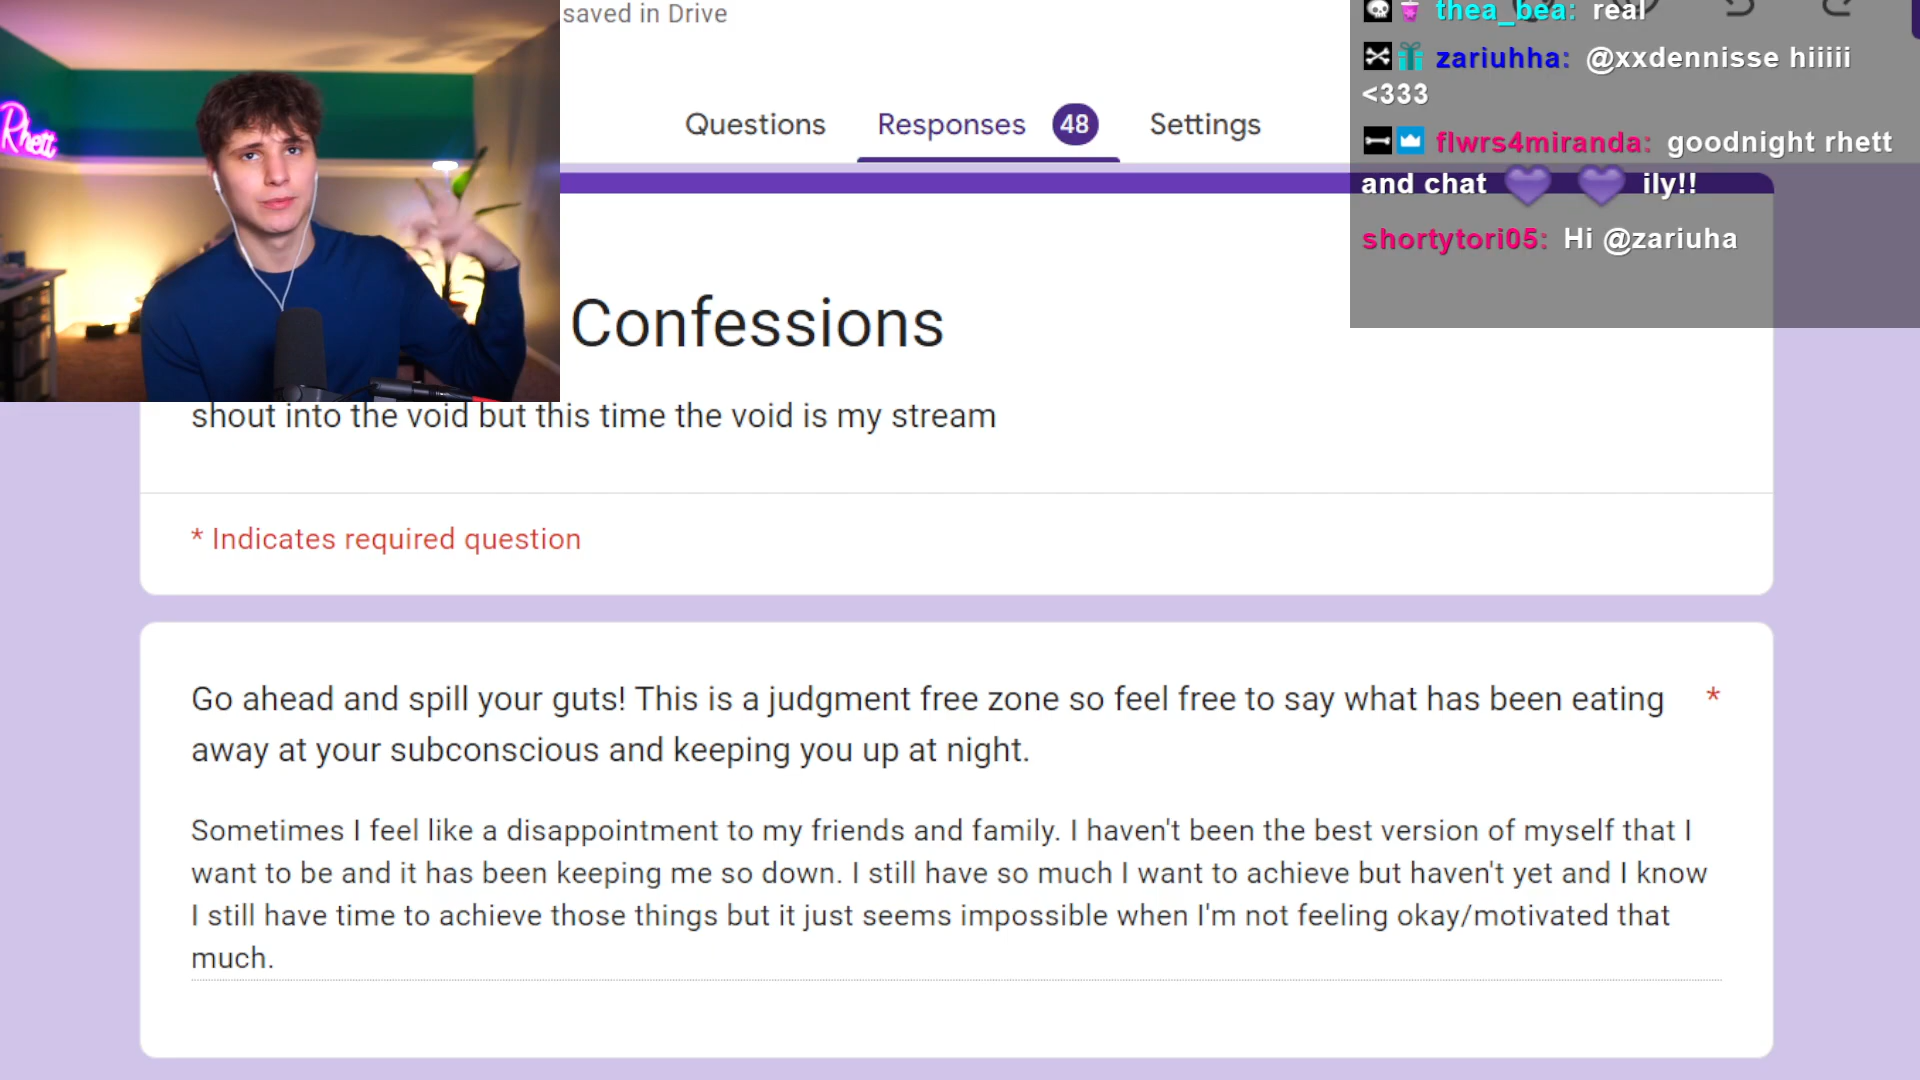 saved in Drive
Rhett
Questions
Responses 48
Settings
thea_bea: real
zariuhha: @xxdennisse hiiiii
<333
flwrs4miranda: goodnight rhett
and chat 💜 💜 ily!!
shortytori05: Hi @zariuha
Confessions
shout into the void but this time the void is my stream
* Indicates required question
Go ahead and spill your guts! This is a judgment free zone so feel free to say what has been eating *
away at your subconscious and keeping you up at night.
Sometimes I feel like a disappointment to my friends and family. I haven't been the best version of myself that I
want to be and it has been keeping me so down. I still have so much I want to achieve but haven't yet and I know
I still have time to achieve those things but it just seems impossible when I'm not feeling okay/motivated that
much.